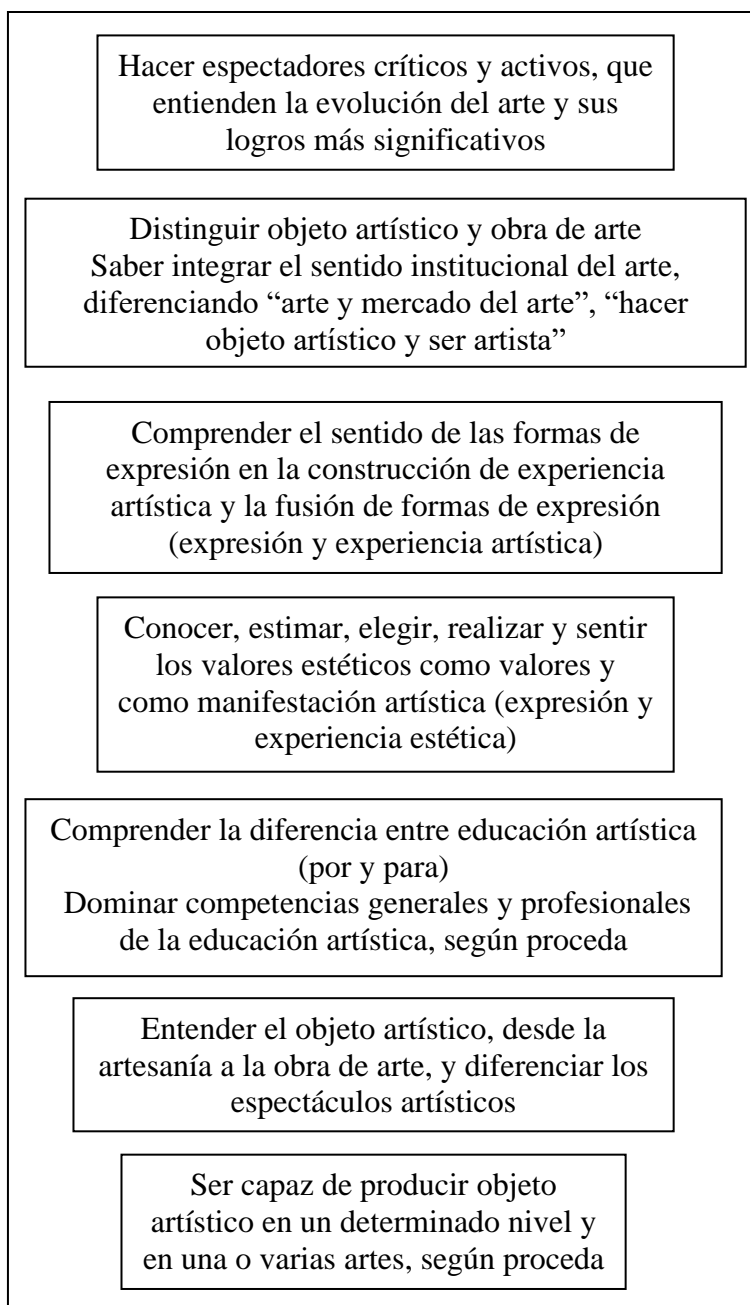 Hacer espectadores críticos y activos, que
entienden la evolución del arte y sus
logros más significativos
Distinguir objeto artístico y obra de arte
Saber integrar el sentido institucional del arte,
diferenciando “arte y mercado del arte”, “hacer
objeto artístico y ser artista”
Comprender el sentido de las formas de
expresión en la construcción de experiencia
artística y la fusión de formas de expresión
(expresión y experiencia artística)
Conocer, estimar, elegir, realizar y sentir
los valores estéticos como valores y
como manifestación artística (expresión y
experiencia estética)
Comprender la diferencia entre educación artística
(por y para)
Dominar competencias generales y profesionales
de la educación artística, según proceda
Entender el objeto artístico, desde la
artesanía a la obra de arte, y diferenciar los
espectáculos artísticos
Ser capaz de producir objeto
artístico en un determinado nivel y
en una o varias artes, según proceda